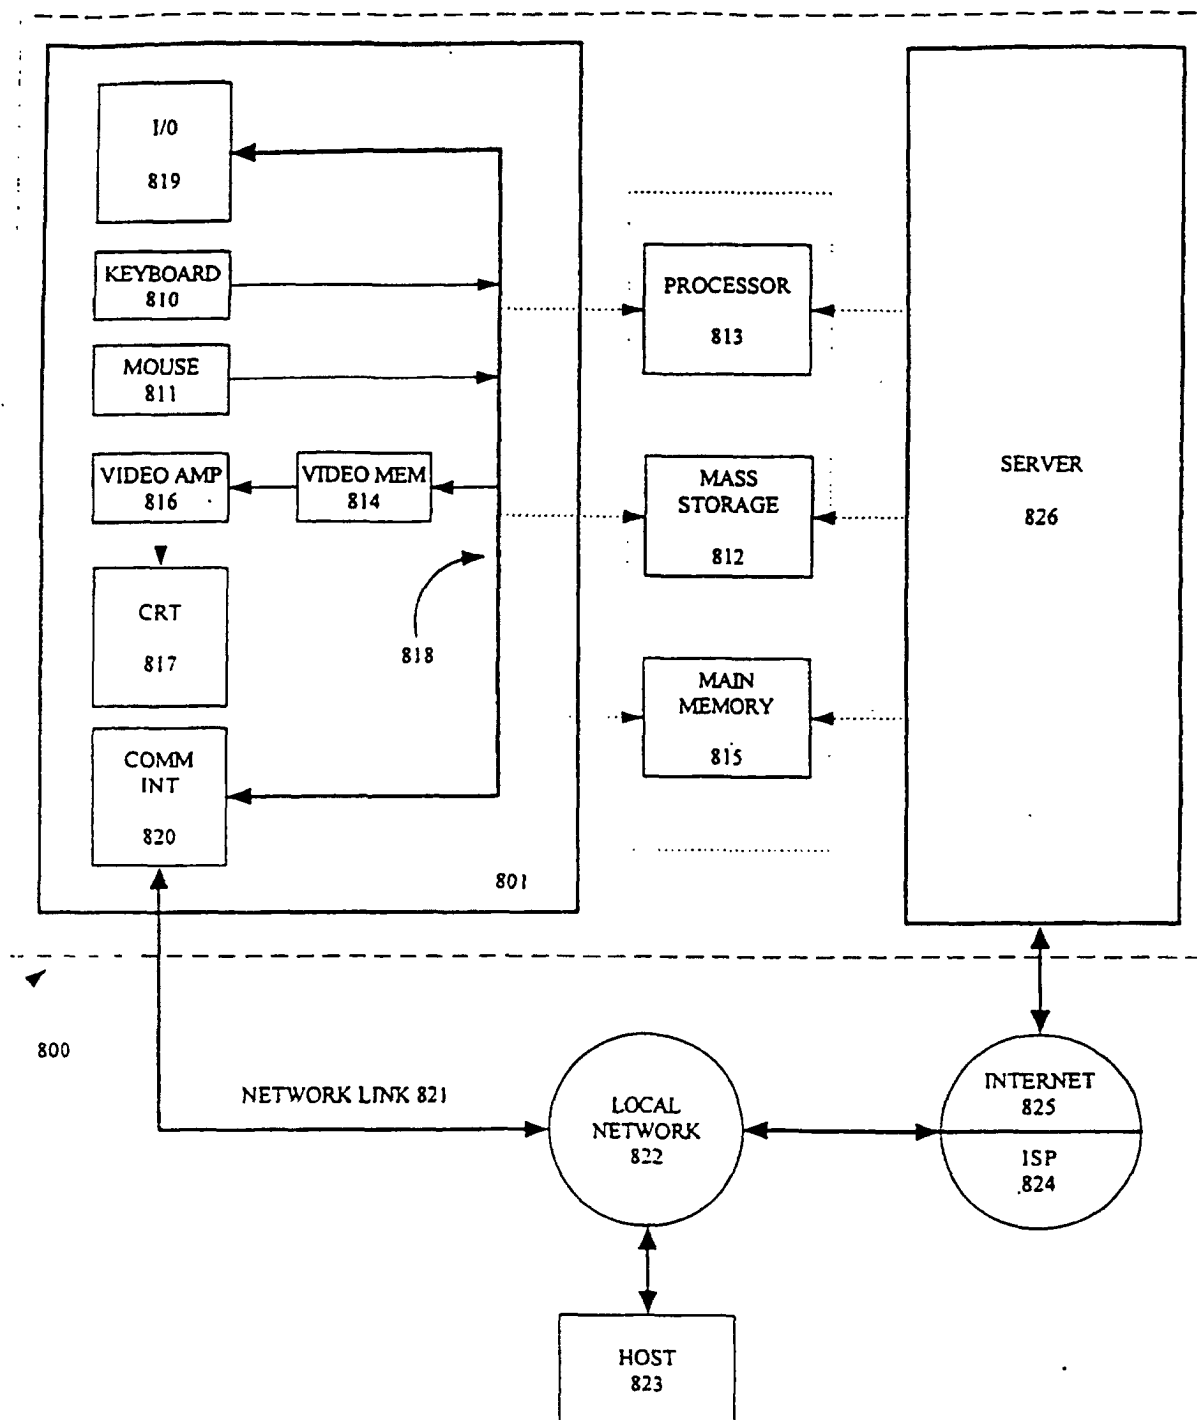 I/O
819
KEYBOARD
810
MOUSE
811
VIDEO AMP
816
VIDEO MEM
814
CRT
817
818
COMM
INT
820
801
PROCESSOR
813
MASS
STORAGE
812
MAIN
MEMORY
815
SERVER
826
800
NETWORK LINK 821
LOCAL
NETWORK
822
INTERNET
825
ISP
824
HOST
823